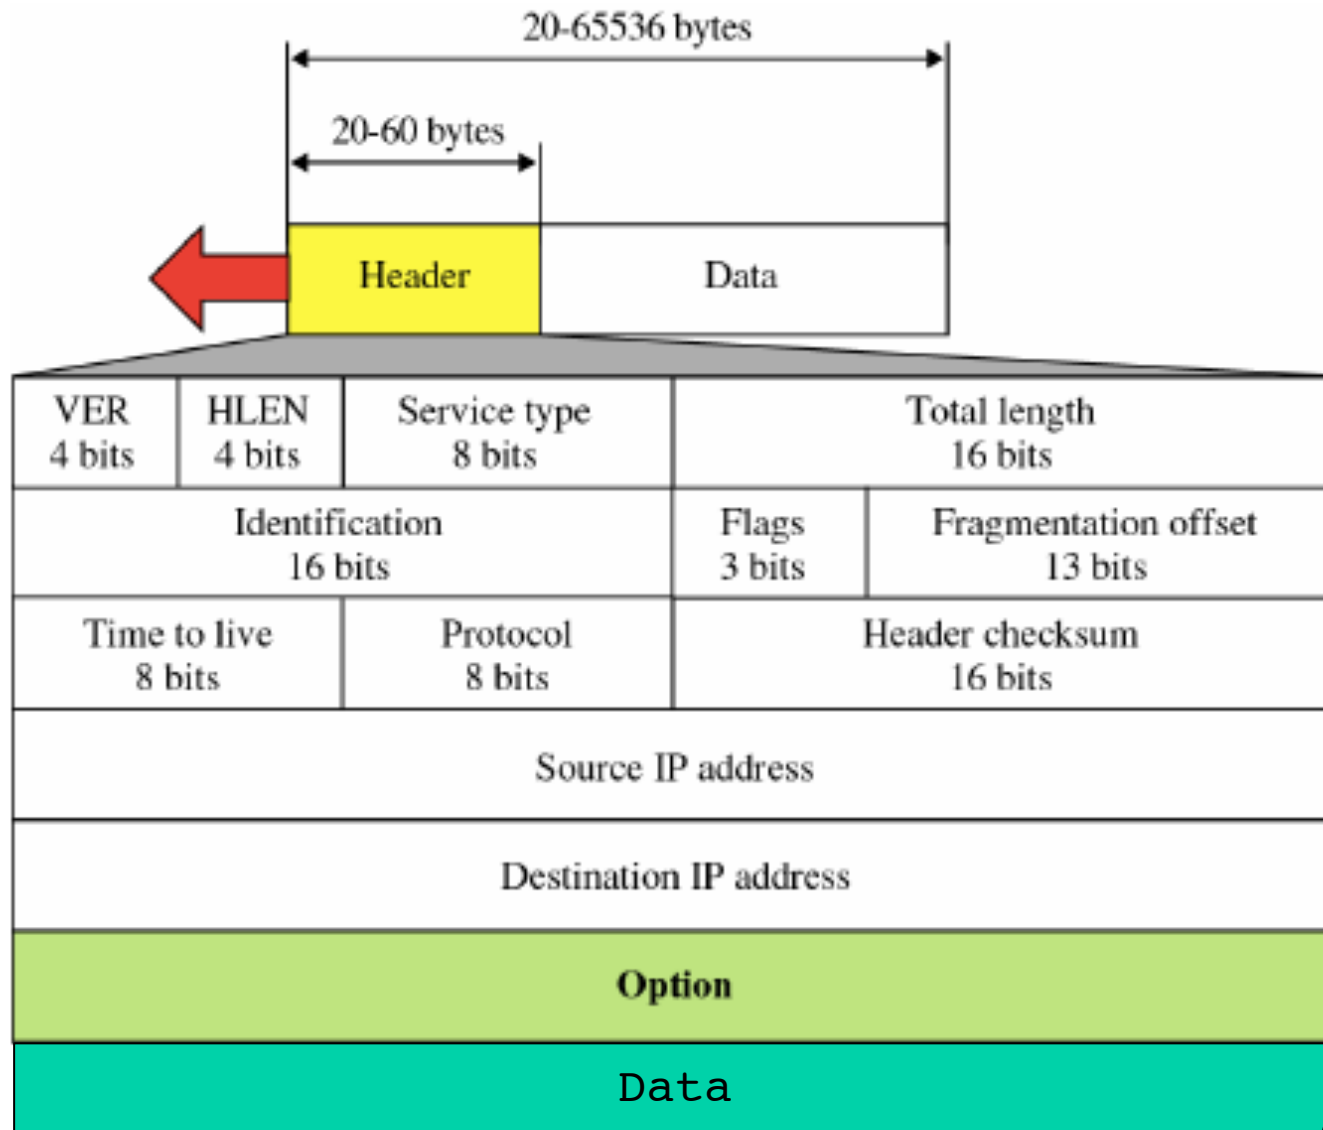 20-65536 bytes
20-60 bytes
Header
Data
VER
4 bits
HLEN
4 bits
Service type
8 bits
Total length
16 bits
Identification
16 bits
Flags
3 bits
Fragmentation offset
13 bits
Time to live
8 bits
Protocol
8 bits
Header checksum
16 bits
Source IP address
Destination IP address
Option
Data